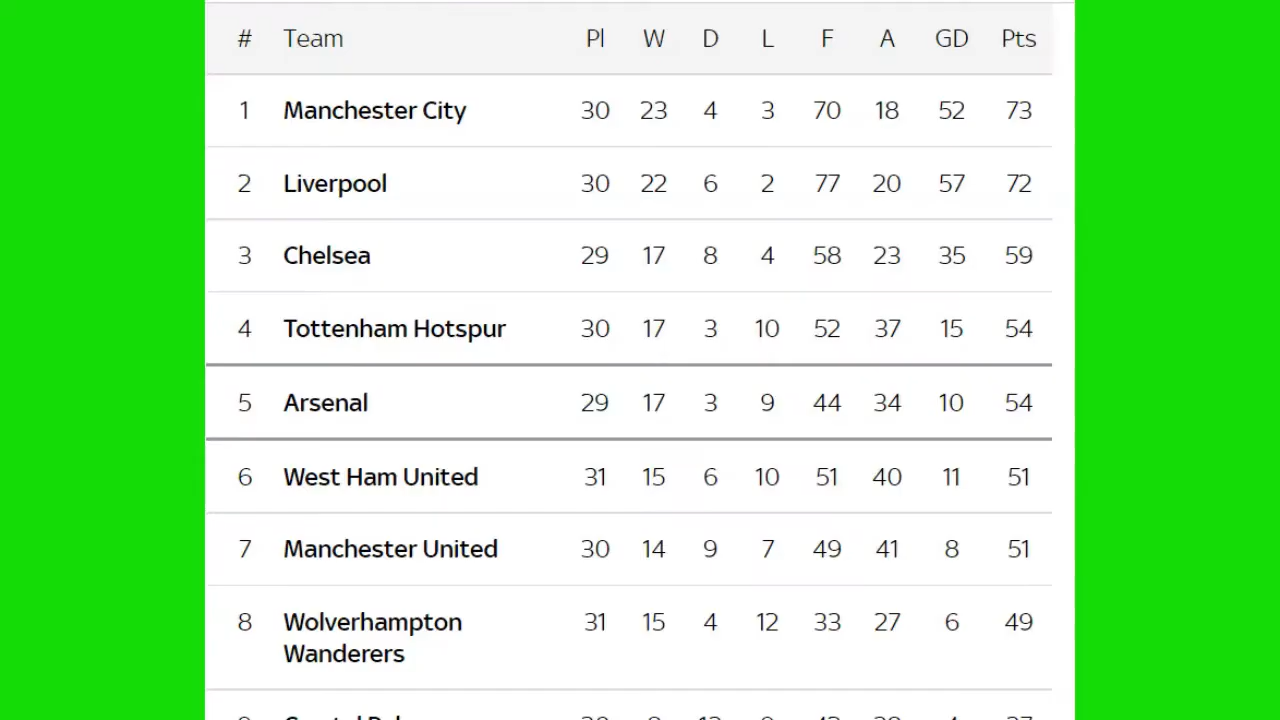 # Team Pl W D L F A GD Pts
1 Manchester City 30 23 4 3 70 18 52 73
2 Liverpool 30 22 6 2 77 20 57 72
3 Chelsea 29 17 8 4 58 23 35 59
4 Tottenham Hotspur 30 17 3 10 52 37 15 54
5 Arsenal 29 17 3 9 44 34 10 54
6 West Ham United 31 15 6 10 51 40 11 51
7 Manchester United 30 14 9 7 49 41 8 51
8 Wolverhampton 31 15 4 12 33 27 6 49
Wanderers